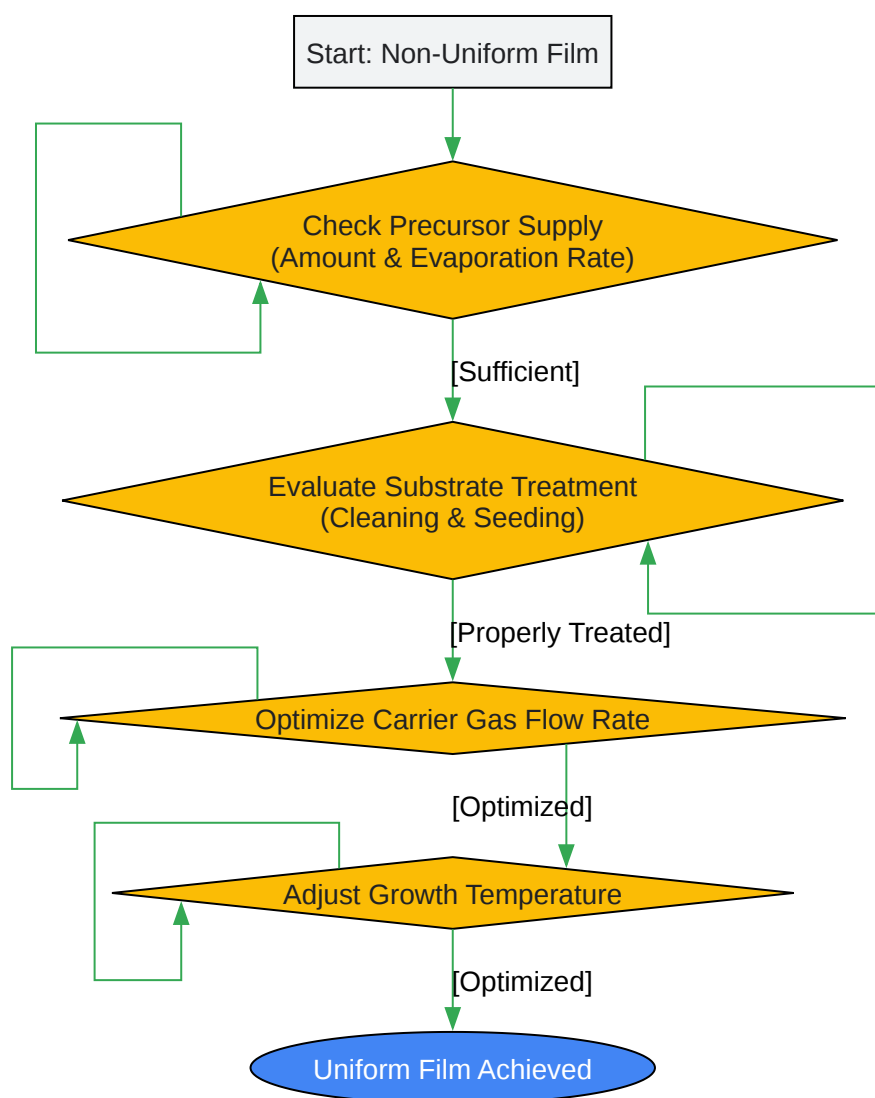 Start: Non-Uniform Film
Check Precursor Supply
(Amount & Evaporation Rate)
[Sufficient]
Evaluate Substrate Treatment
(Cleaning & Seeding)
[Properly Treated]
Optimize Carrier Gas Flow Rate
[Optimized]
Adjust Growth Temperature
[Optimized]
Uniform Film Achieved